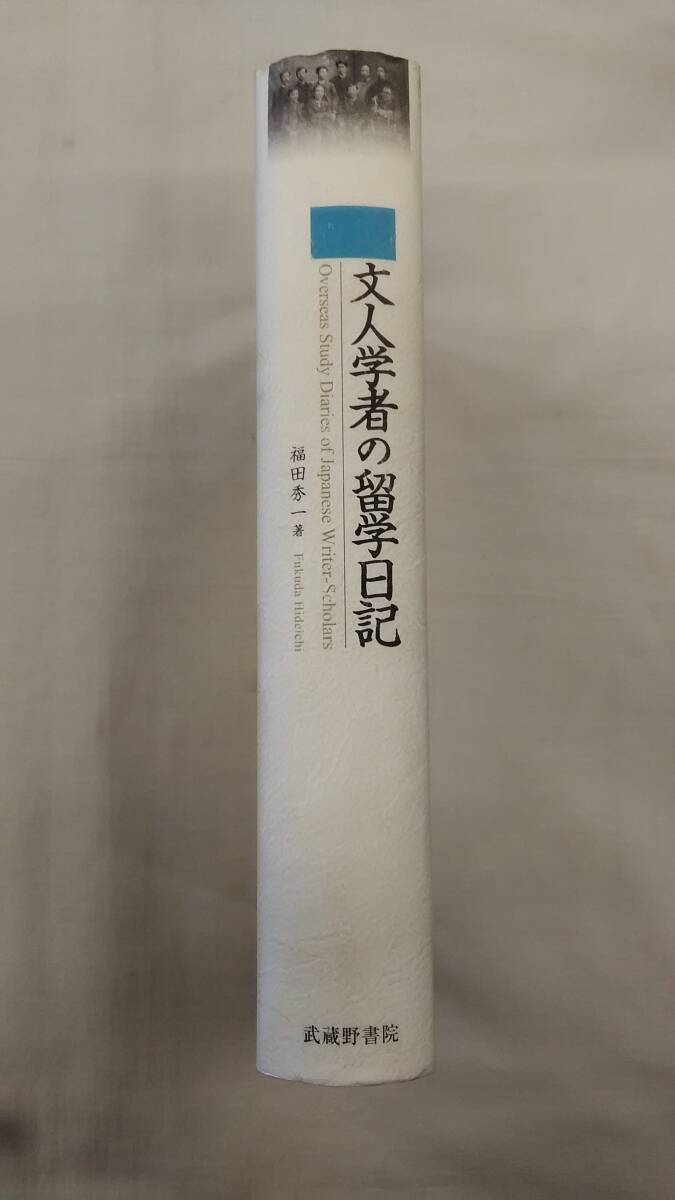 文人学者の留学日記
Overseas Study Diaries of Japanese Writer-Scholars
福田秀一 著 Fukuda Hideichi
武蔵野書院